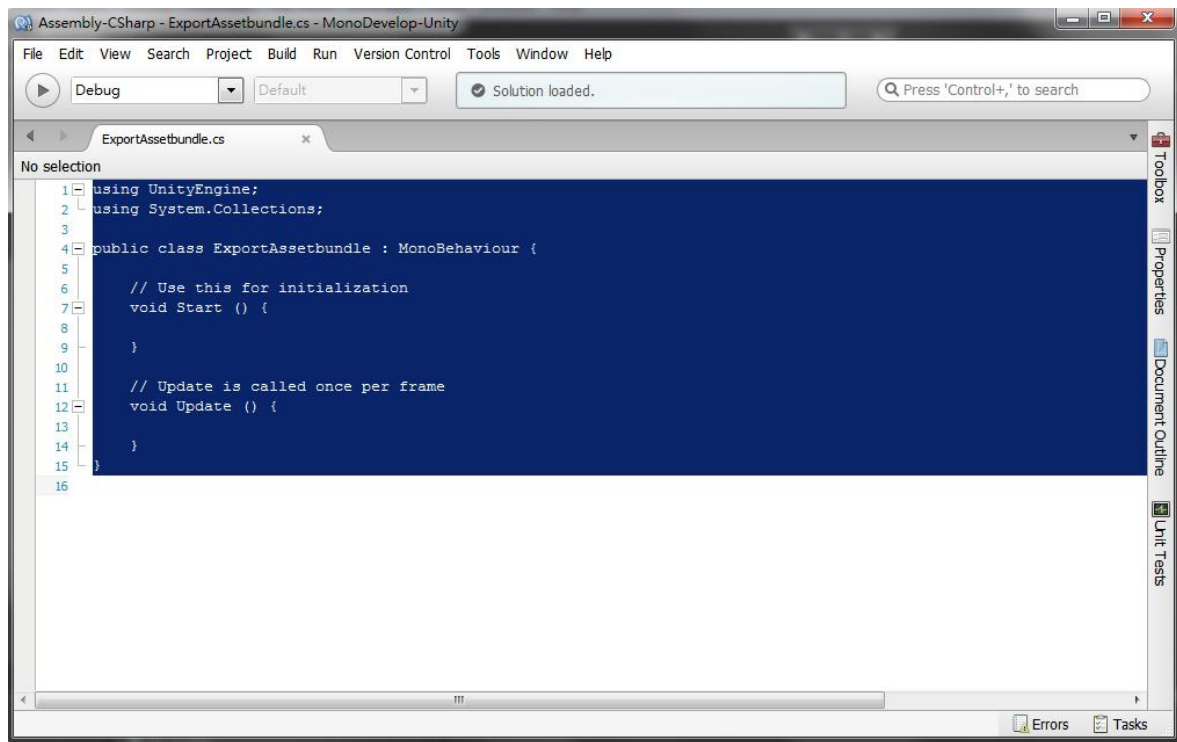 Assembly-CSharp - ExportAssetbundle.cs - MonoDevelop-Unity
File Edit View Search Project Build Run Version Control Tools Window Help
Debug Default Solution loaded. Press 'Control+,' to search
ExportAssetbundle.cs
No selection
1 using UnityEngine;
2 using System.Collections;
3
4 public class ExportAssetbundle : MonoBehaviour {
5
6 // Use this for initialization
7 void Start () {
8
9 }
10
11 // Update is called once per frame
12 void Update () {
13
14 }
15 }
16
Toolbox
Properties
Document Outline
Unit Tests
Errors Tasks